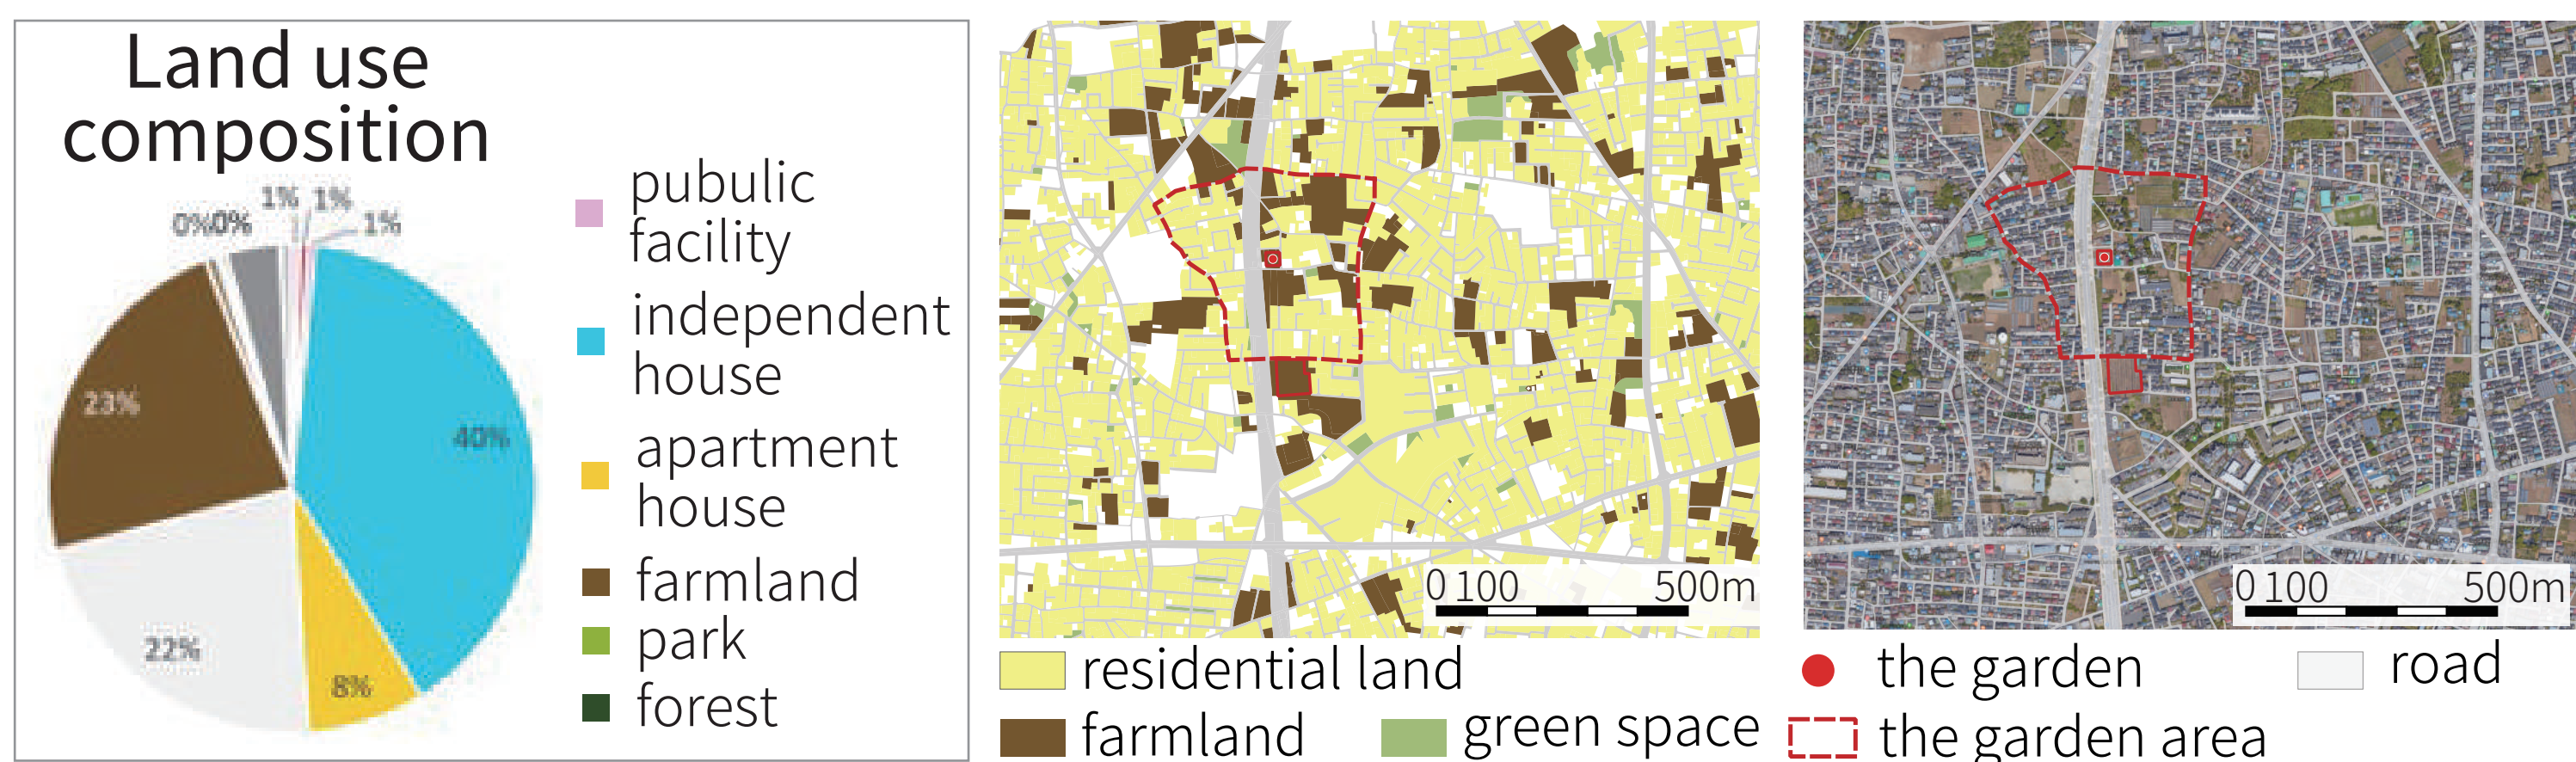 Land use
composition
1% 1%
0% 0% 1%
23%
40%
22%
8%
pubulic
facility
independent
house
apartment
house
farmland
park
forest
0 100 500m
residential land
farmland
green space
0 100 500m
the garden
road
the garden area